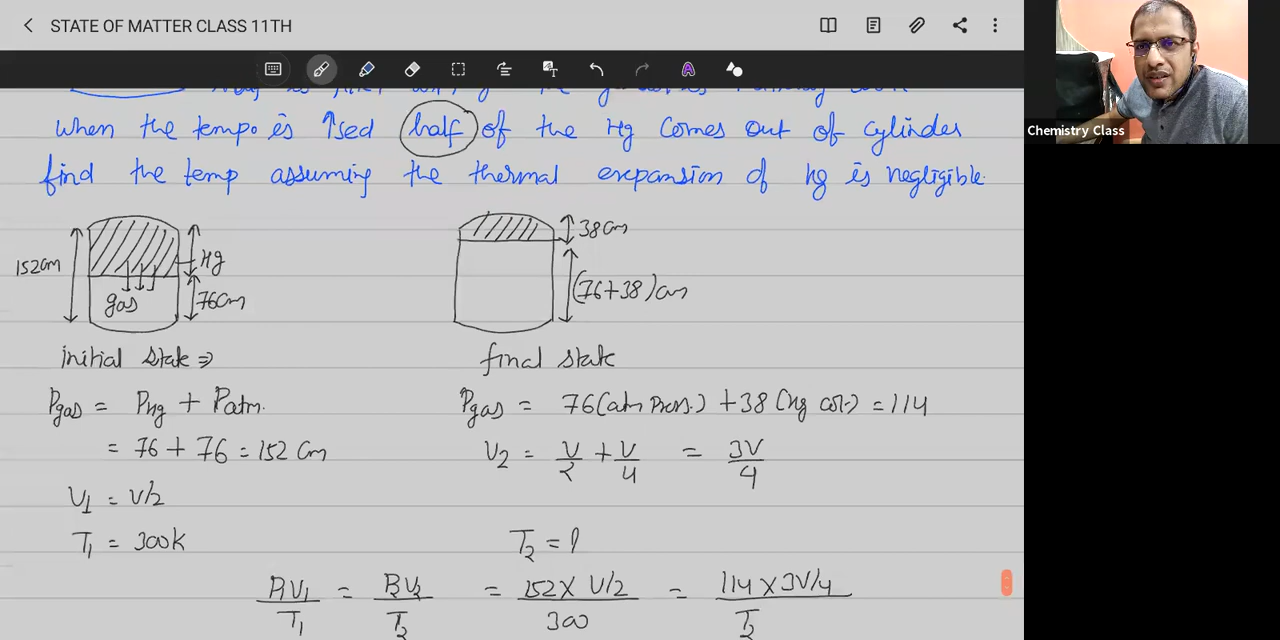 STATE OF MATTER CLASS 11TH
Chemistry Class
when the tempo is ↑sed half of the Hg Comes out of cylinder
find the temp assuming the thermal expansion of hg is negligible.
152cm
Hg
gas
76cm
38cm
(76+38)cm
initial state ⇒
final state
Pgas = PHg + Patm.
= 76 + 76 = 152 Cm
V1 = V/2
T1 = 300k
Pgas = 76(atm Press.) + 38(Hg col.) = 114
V2 = V/2 + V/4 = 3V/4
T2 = ?
P1V1/T1 = P2V2/T2 = 152 X V/2 / 300 = 114 X 3V/4 / T2